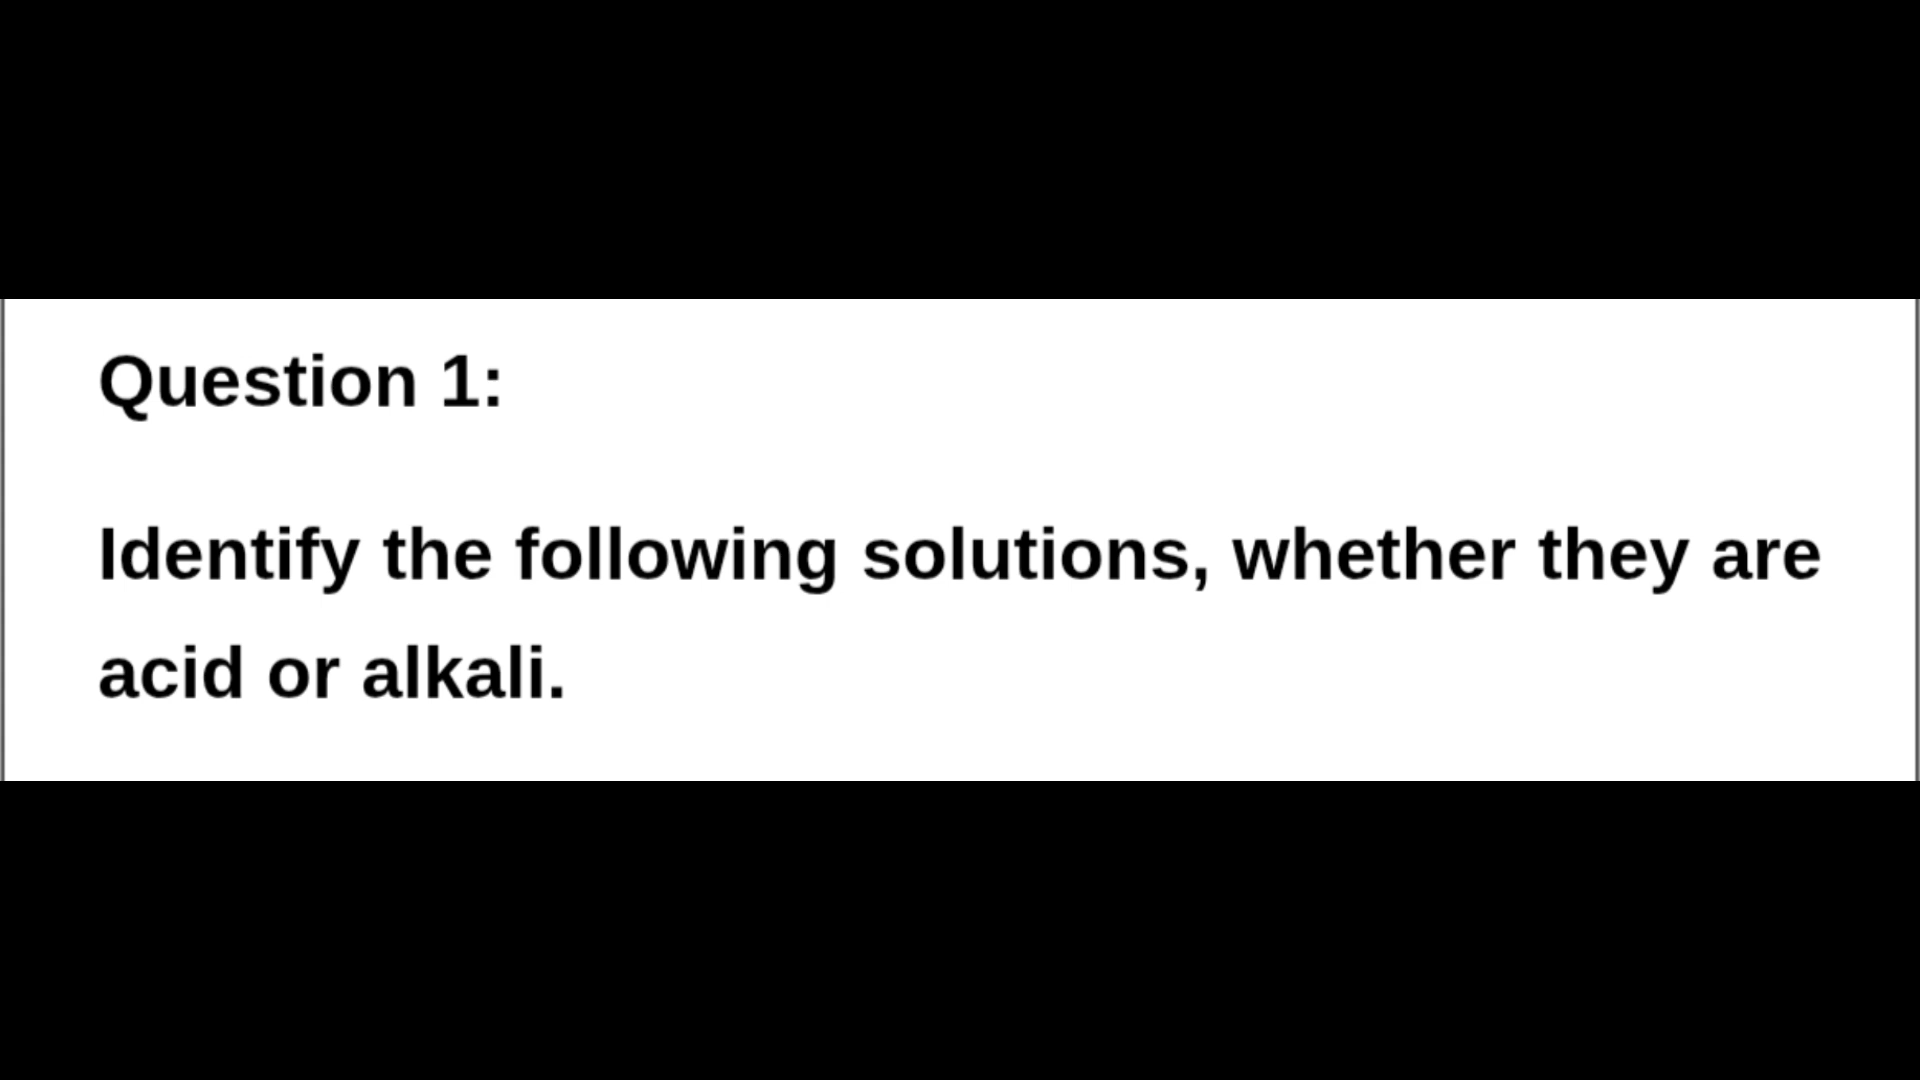 Question 1:
Identify the following solutions, whether they are
acid or alkali.